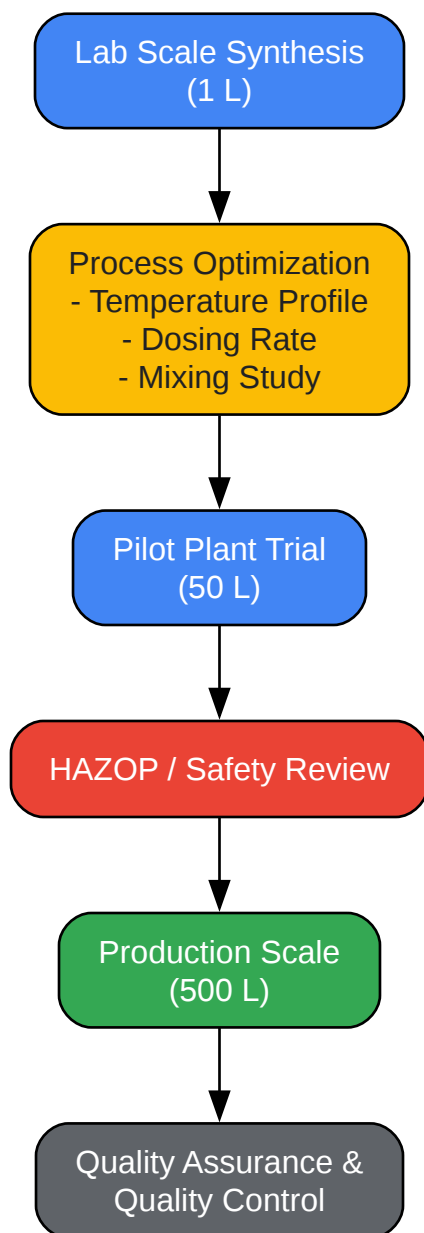 Lab Scale Synthesis
(1 L)
Process Optimization
- Temperature Profile
- Dosing Rate
- Mixing Study
Pilot Plant Trial
(50 L)
HAZOP / Safety Review
Production Scale
(500 L)
Quality Assurance &
Quality Control